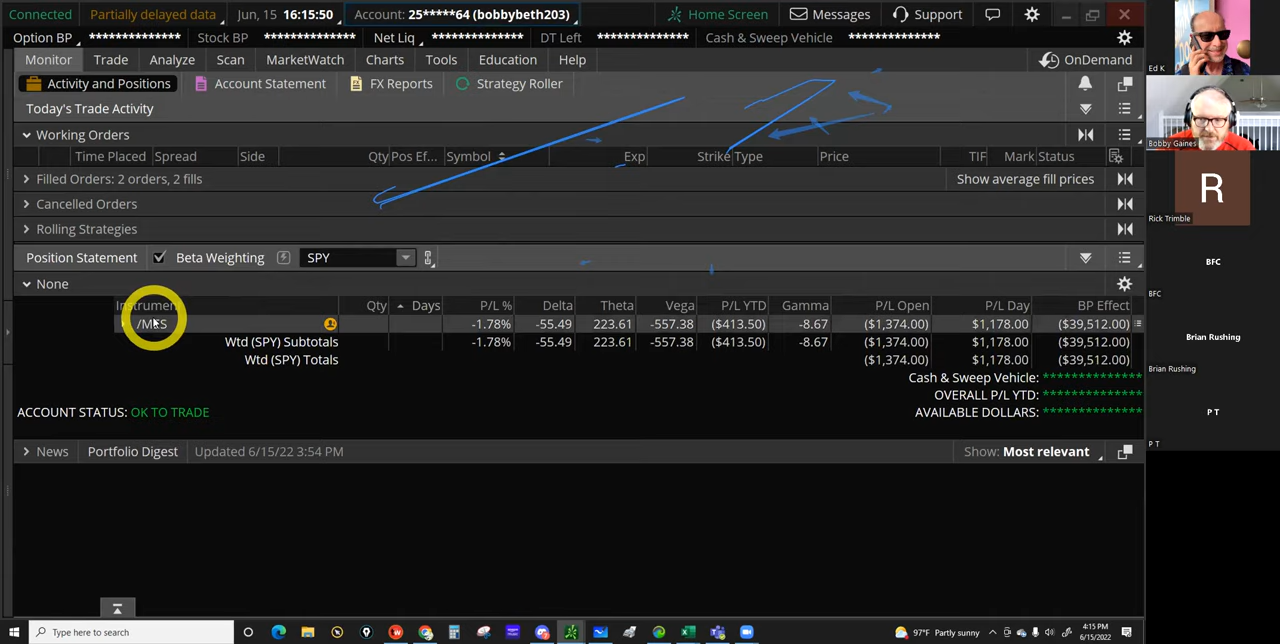 Connected Partially delayed data Jun, 15 16:15:50 Account: 25*****64 (bobbybeth203) Home Screen Messages Support
Option BP ************** Stock BP ************** Net Liq ************** DT Left ************** Cash & Sweep Vehicle **************
Monitor Trade Analyze Scan MarketWatch Charts Tools Education Help OnDemand
Activity and Positions Account Statement FX Reports Strategy Roller
Today's Trade Activity
Working Orders
Time Placed Spread Side Qty Pos Ef... Symbol Exp Strike Type Price TIF Mark Status
Filled Orders: 2 orders, 2 fills Show average fill prices
Cancelled Orders
Rolling Strategies
Position Statement Beta Weighting SPY
None
Instrument Qty Days P/L % Delta Theta Vega P/L YTD Gamma P/L Open P/L Day BP Effect
/MES -1.78% -55.49 223.61 -557.38 ($413.50) -8.67 ($1,374.00) $1,178.00 ($39,512.00)
Wtd (SPY) Subtotals -1.78% -55.49 223.61 -557.38 ($413.50) -8.67 ($1,374.00) $1,178.00 ($39,512.00)
Wtd (SPY) Totals ($1,374.00) $1,178.00 ($39,512.00)
Cash & Sweep Vehicle: **************
OVERALL P/L YTD: **************
ACCOUNT STATUS: OK TO TRADE AVAILABLE DOLLARS: **************
News Portfolio Digest Updated 6/15/22 3:54 PM Show: Most relevant
Type here to search 97°F Partly sunny 4:15 PM
6/15/2022
Ed K
Bobby Gaines
R
Rick Trimble
BFC
BFC
Brian Rushing
Brian Rushing
P T
P T